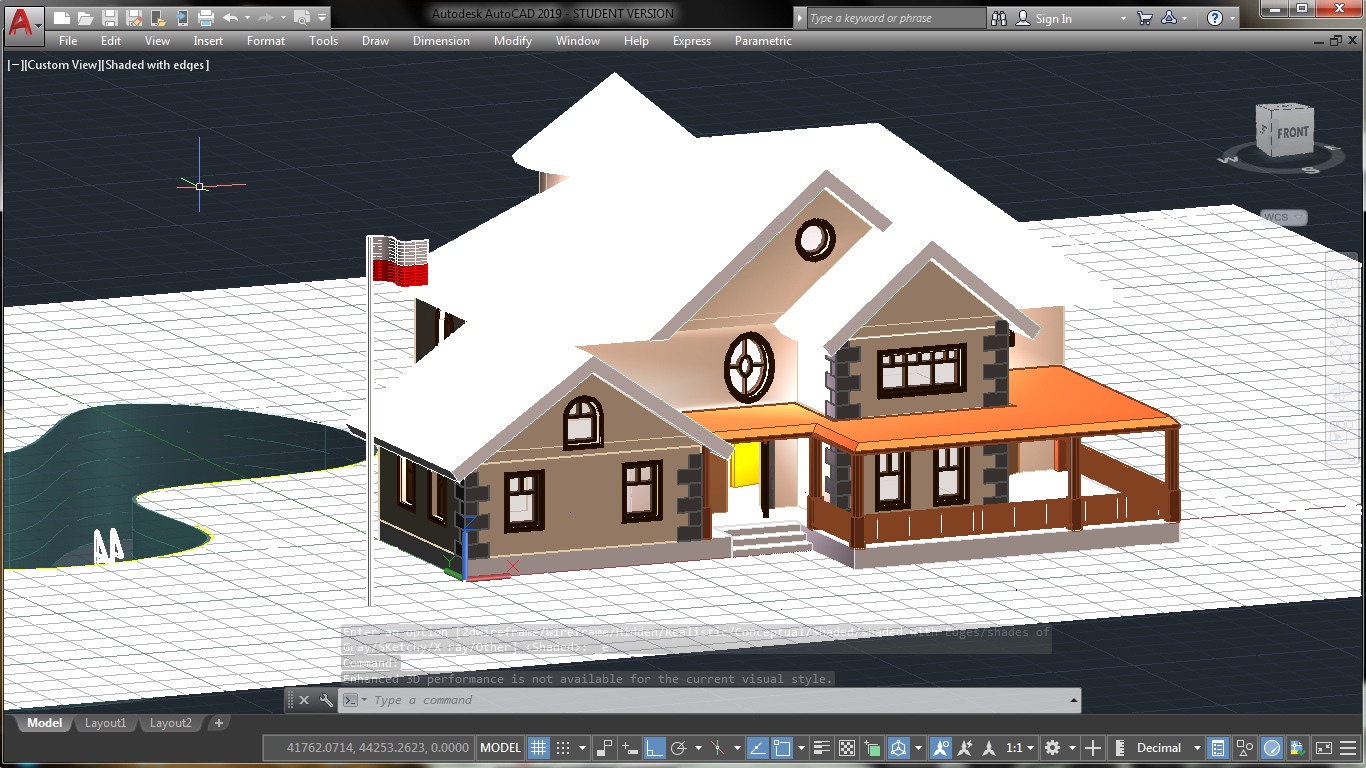 Autodesk AutoCAD 2019 - STUDENT VERSION
Type a keyword or phrase
Sign In
File Edit View Insert Format Tools Draw Dimension Modify Window Help Express Parametric
[−][Custom View][Shaded with edges]
FRONT
W
WCS
Enter an option [2dwireframe/Wireframe/Hidden/Realistic/Conceptual/Shaded/shaded with Edges/shades of
Gray/SKetchy/X-ray/Other] <Shaded>: e
Command:
Enhanced 3D performance is not available for the current visual style.
Type a command
Model Layout1 Layout2 +
41762.0714, 44253.2623, 0.0000 MODEL 1:1 Decimal
X
Y
Z